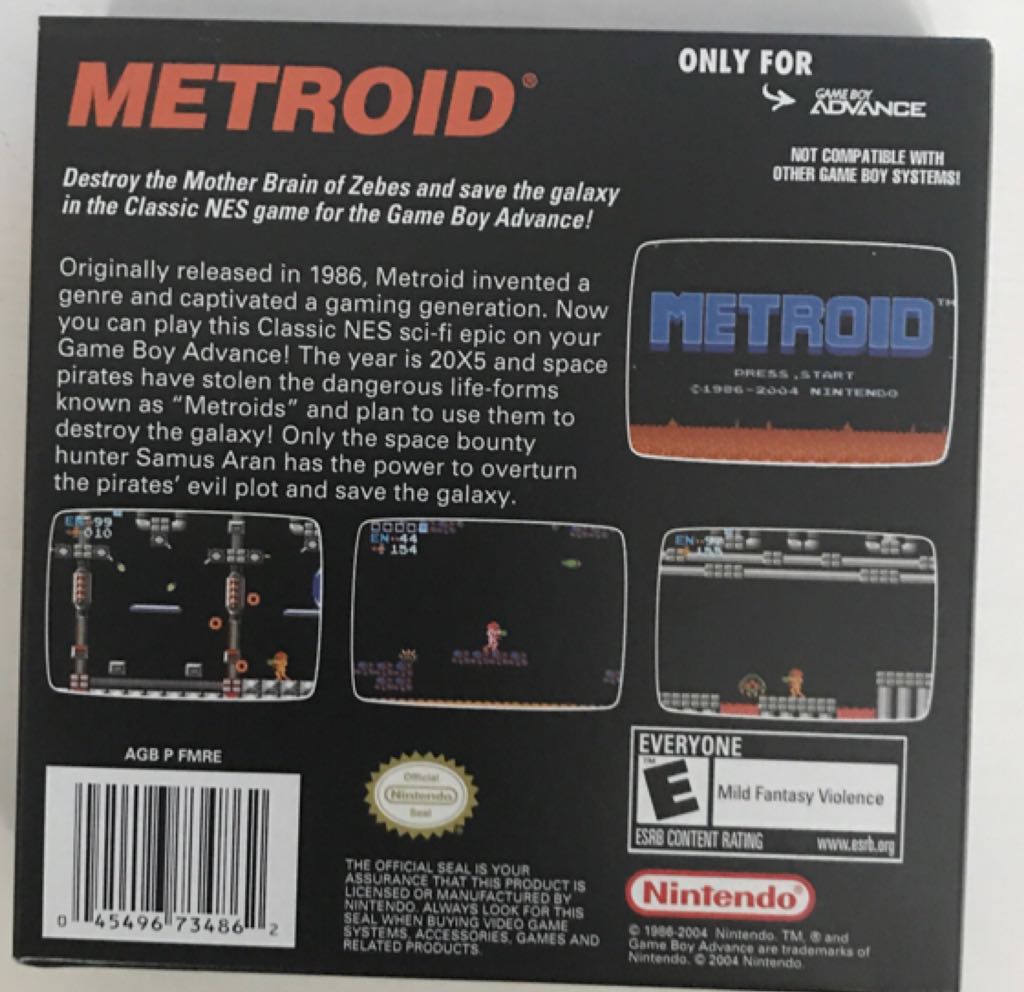 METROID®
ONLY FOR
GAME BOY
ADVANCE
NOT COMPATIBLE WITH
OTHER GAME BOY SYSTEMS!
Destroy the Mother Brain of Zebes and save the galaxy
in the Classic NES game for the Game Boy Advance!
Originally released in 1986, Metroid invented a
genre and captivated a gaming generation. Now
you can play this Classic NES sci-fi epic on your
Game Boy Advance! The year is 20X5 and space
pirates have stolen the dangerous life-forms
known as “Metroids” and plan to use them to
destroy the galaxy! Only the space bounty
hunter Samus Aran has the power to overturn
the pirates’ evil plot and save the galaxy.
METROID™
PRESS START
©1986-2004 NINTENDO
EN··99
010
EN··44
154
EN··
AGB P FMRE
0 45496 73486 2
Official
Nintendo
Seal
THE OFFICIAL SEAL IS YOUR
ASSURANCE THAT THIS PRODUCT IS
LICENSED OR MANUFACTURED BY
NINTENDO. ALWAYS LOOK FOR THIS
SEAL WHEN BUYING VIDEO GAME
SYSTEMS, ACCESSORIES, GAMES AND
RELATED PRODUCTS.
EVERYONE
E™
Mild Fantasy Violence
ESRB CONTENT RATING www.esrb.org
Nintendo®
© 1986-2004 Nintendo. TM, ® and
Game Boy Advance are trademarks of
Nintendo. © 2004 Nintendo.